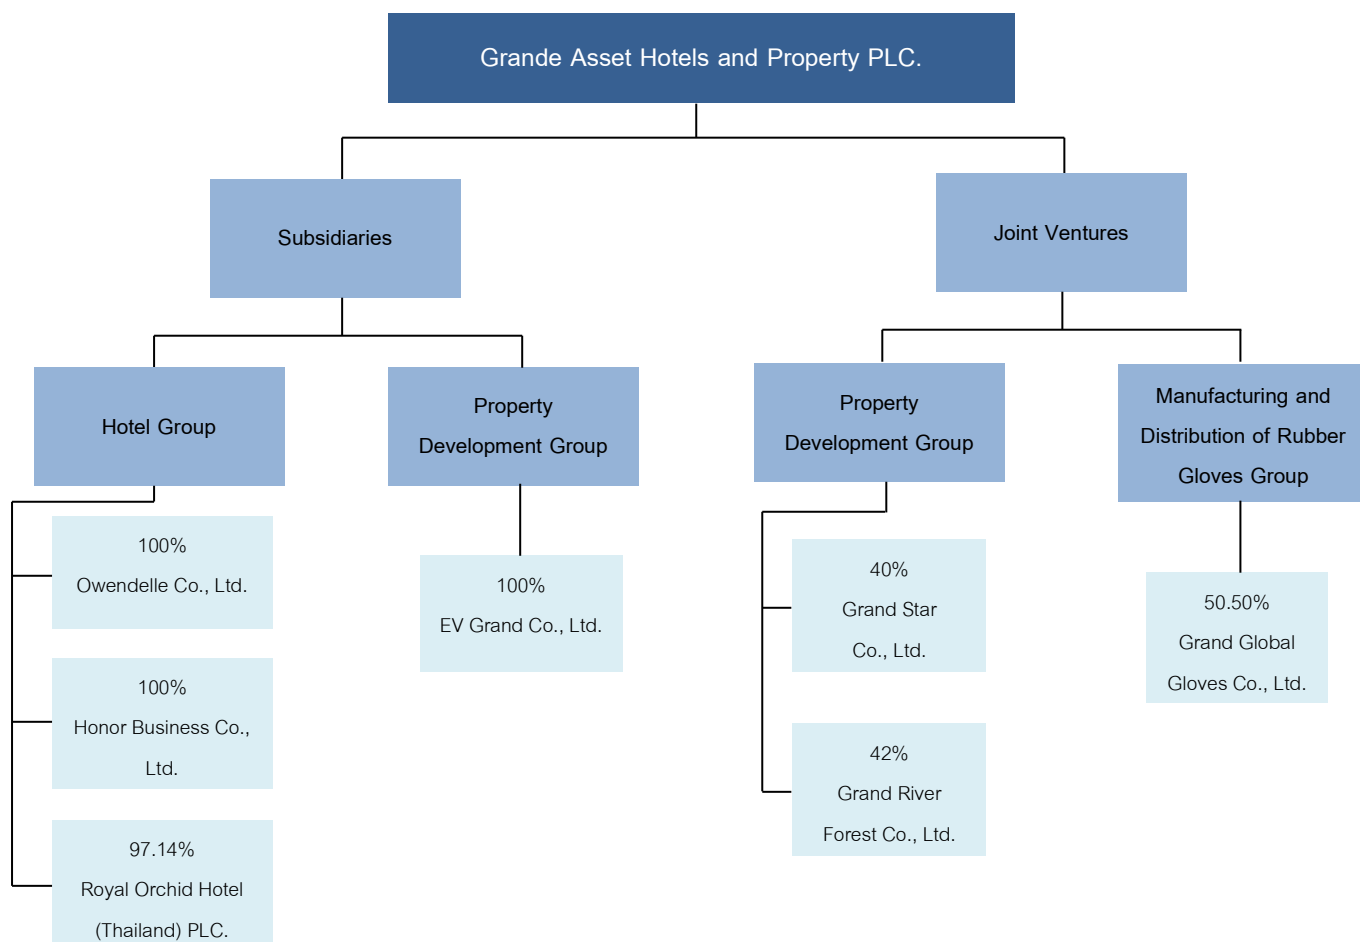 Grande Asset Hotels and Property PLC.
Subsidiaries
Joint Ventures
Hotel Group
Property
Development Group
Property
Development Group
Manufacturing and
Distribution of Rubber
Gloves Group
100%
Owendelle Co., Ltd.
100%
Honor Business Co.,
Ltd.
97.14%
Royal Orchid Hotel
(Thailand) PLC.
100%
EV Grand Co., Ltd.
40%
Grand Star
Co., Ltd.
42%
Grand River
Forest Co., Ltd.
50.50%
Grand Global
Gloves Co., Ltd.